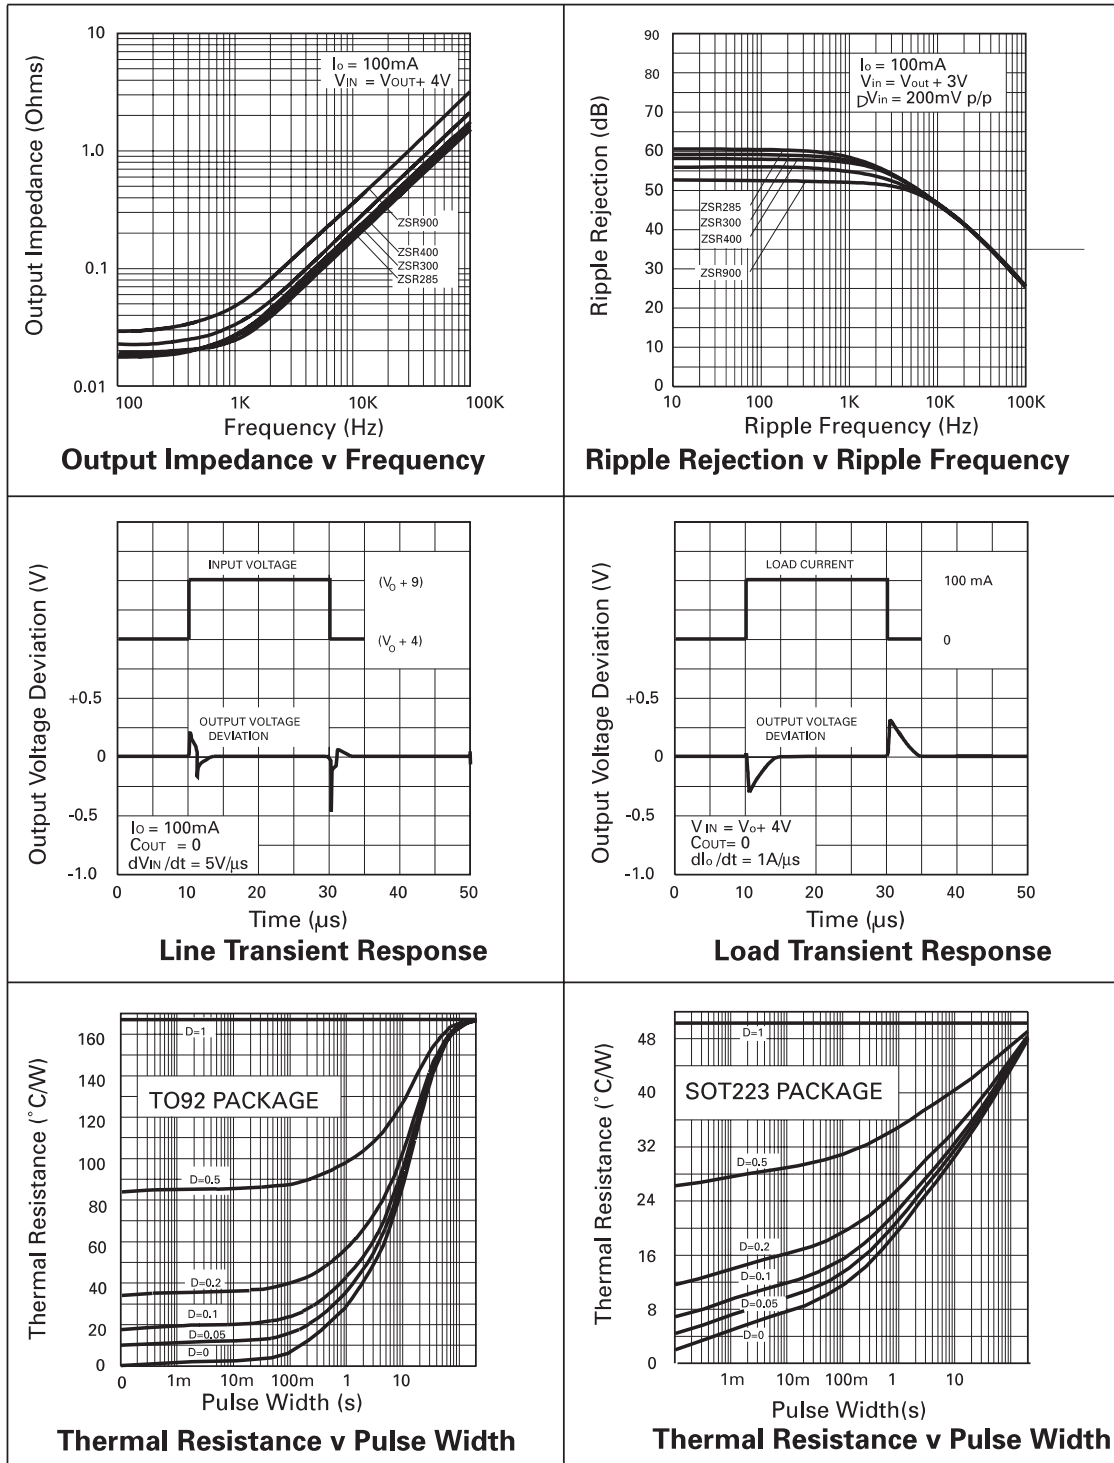 10
1.0
0.1
0.01
Output Impedance (Ohms)
Io = 100mA
VIN = VOUT+ 4V
ZSR900
ZSR400
ZSR300
ZSR285
100 1K 10K 100K
Frequency (Hz)
Output Impedance v Frequency
90
80
70
60
50
40
30
20
10
0
Ripple Rejection (dB)
Io = 100mA
Vin = Vout + 3V
DVin = 200mV p/p
ZSR285
ZSR300
ZSR400
ZSR900
10 100 1K 10K 100K
Ripple Frequency (Hz)
Ripple Rejection v Ripple Frequency
Output Voltage Deviation (V)
INPUT VOLTAGE
(VO + 9)
(VO + 4)
+0.5
0
-0.5
-1.0
OUTPUT VOLTAGE
DEVIATION
IO = 100mA
COUT = 0
dVIN /dt = 5V/µs
0 10 20 30 40 50
Time (µs)
Line Transient Response
Output Voltage Deviation (V)
LOAD CURRENT
100 mA
0
+0.5
0
-0.5
-1.0
OUTPUT VOLTAGE
DEVIATION
VIN = Vo+ 4V
COUT= 0
dIo /dt = 1A/µs
0 10 20 30 40 50
Time (µs)
Load Transient Response
160
140
120
100
80
60
40
20
0
Thermal Resistance (°C/W)
D=1
TO92 PACKAGE
D=0.5
D=0.2
D=0.1
D=0.05
D=0
0 1m 10m 100m 1 10
Pulse Width (s)
Thermal Resistance v Pulse Width
48
40
32
24
16
8
0
Thermal Resistance (°C/W)
D=1
SOT223 PACKAGE
D=0.5
D=0.2
D=0.1
D=0.05
D=0
1m 10m 100m 1 10
Pulse Width(s)
Thermal Resistance v Pulse Width